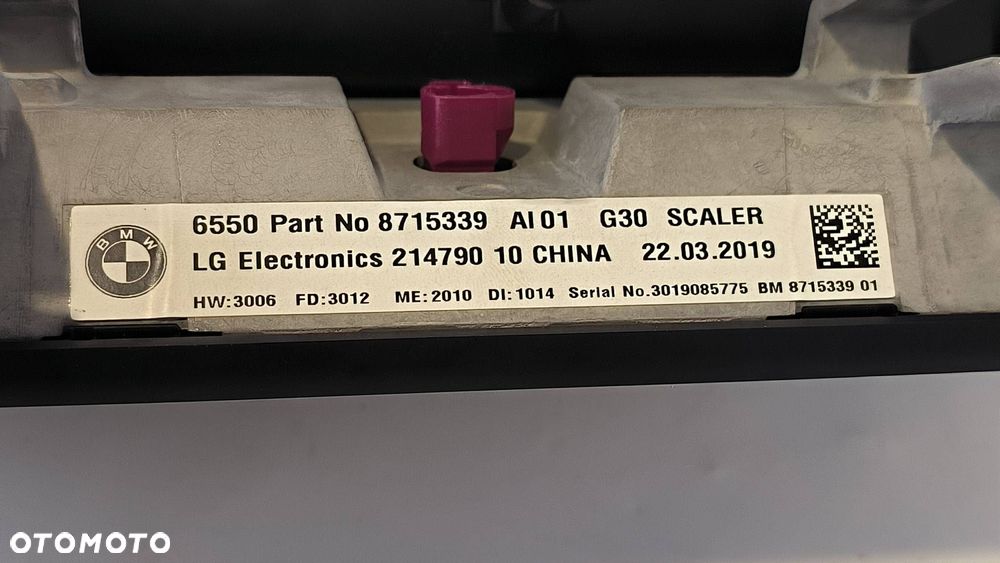 BMW
6550 Part No 8715339 AI 01 G30 SCALER
LG Electronics 214790 10 CHINA 22.03.2019
HW:3006 FD:3012 ME:2010 DI:1014 Serial No.3019085775 BM 8715339 01
OTOMOTO